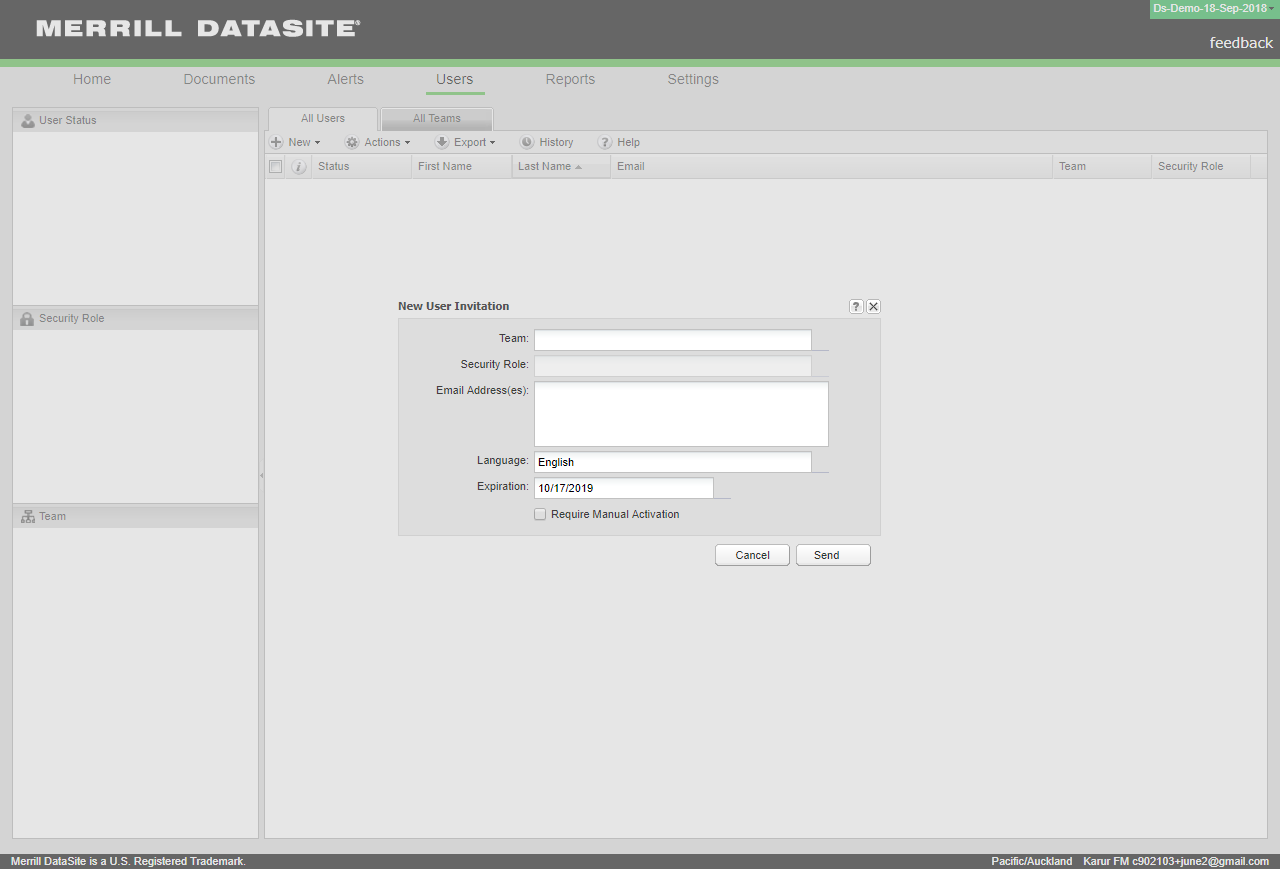 MERRILL DATASITE®
Ds-Demo-18-Sep-2018
feedback
Home Documents Alerts Users Reports Settings
User Status
Security Role
Team
All Users All Teams
New Actions Export History ? Help
i Status First Name Last Name Email Team Security Role
New User Invitation ?
Team:
Security Role:
Email Address(es):
Language: English
Expiration: 10/17/2019
Require Manual Activation
Cancel Send
Merrill DataSite is a U.S. Registered Trademark. Pacific/Auckland Karur FM c902103+june2@gmail.com